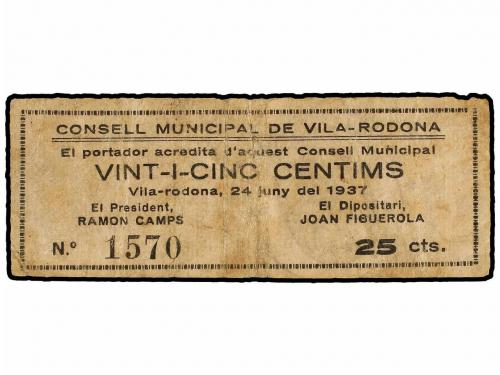 CONSELL MUNICIPAL DE VILA-RODONA
El portador acredita d'aquest Consell Municipal
VINT-I-CINC CENTIMS
Vila-rodona, 24 juny del 1937
El President, El Dipositari,
RAMON CAMPS JOAN FIGUEROLA
N.º 1570 25 cts.